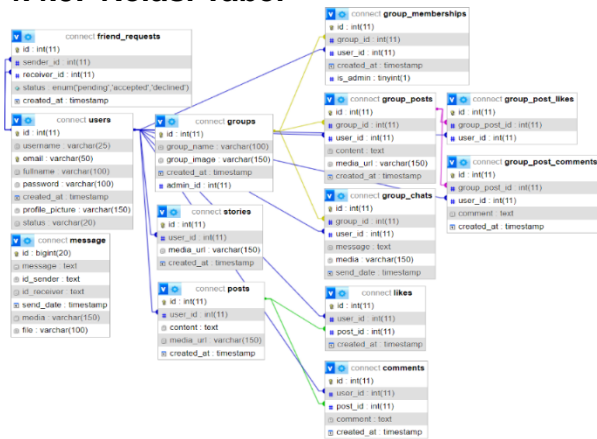 connect friend_requests
id : int(11)
sender_id : int(11)
receiver_id : int(11)
status : enum('pending','accepted','declined')
created_at : timestamp
connect users
id : int(11)
username : varchar(25)
email : varchar(50)
fullname : varchar(100)
password : varchar(100)
created_at : timestamp
profile_picture : varchar(150)
status : varchar(20)
connect message
id : bigint(20)
message : text
id_sender : text
id_receiver : text
send_date : timestamp
media : varchar(150)
file : varchar(100)
connect groups
id : int(11)
group_name : varchar(100)
group_image : varchar(150)
created_at : timestamp
admin_id : int(11)
connect stories
id : int(11)
user_id : int(11)
media_url : varchar(150)
created_at : timestamp
connect posts
id : int(11)
user_id : int(11)
content : text
media_url : varchar(150)
created_at : timestamp
connect group_memberships
id : int(11)
group_id : int(11)
user_id : int(11)
created_at : timestamp
is_admin : tinyint(1)
connect group_posts
id : int(11)
group_id : int(11)
user_id : int(11)
content : text
media_url : varchar(150)
created_at : timestamp
connect group_chats
id : int(11)
group_id : int(11)
user_id : int(11)
message : text
media : varchar(150)
send_date : timestamp
connect likes
id : int(11)
user_id : int(11)
post_id : int(11)
created_at : timestamp
connect comments
id : int(11)
user_id : int(11)
post_id : int(11)
comment : text
created_at : timestamp
connect group_post_likes
id : int(11)
group_post_id : int(11)
user_id : int(11)
connect group_post_comments
id : int(11)
group_post_id : int(11)
user_id : int(11)
comment : text
created_at : timestamp